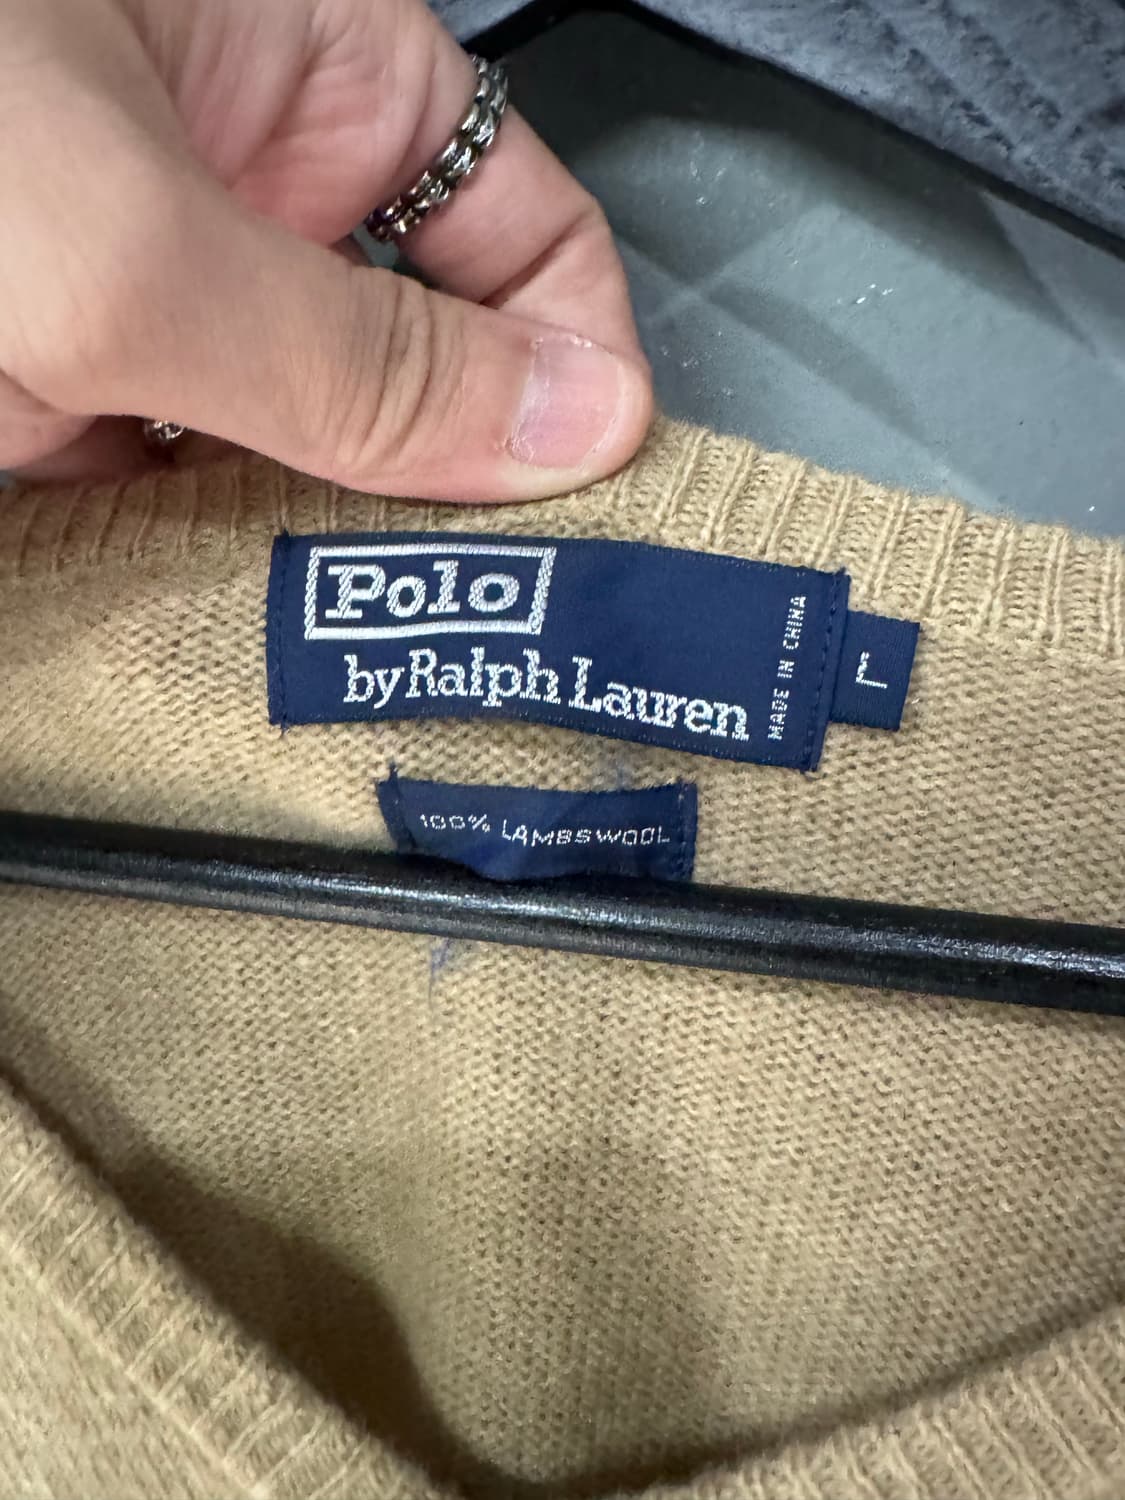 Polo
by Ralph Lauren
MADE IN CHINA
L
100% LAMBSWOOL